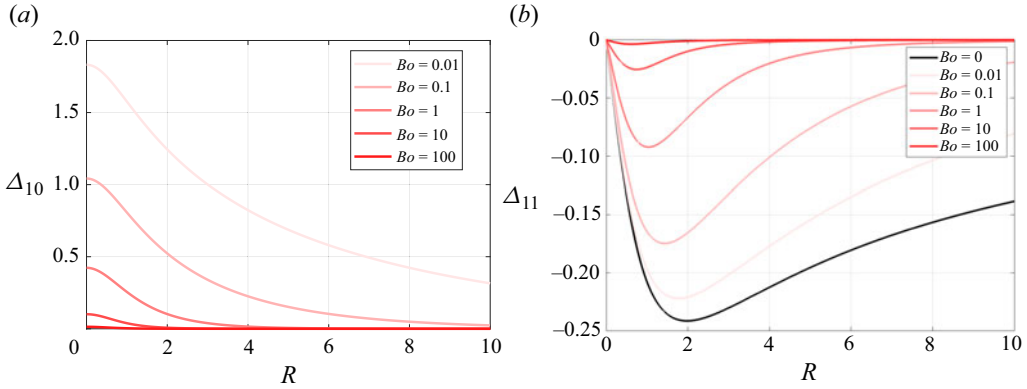 (a)
2.0
1.5
1.0
0.5
0
2
4
6
8
10
Δ10
R
Bo = 0.01
Bo = 0.1
Bo = 1
Bo = 10
Bo = 100
(b)
0
−0.05
−0.10
−0.15
−0.20
−0.25
0
2
4
6
8
10
Δ11
R
Bo = 0
Bo = 0.01
Bo = 0.1
Bo = 1
Bo = 10
Bo = 100